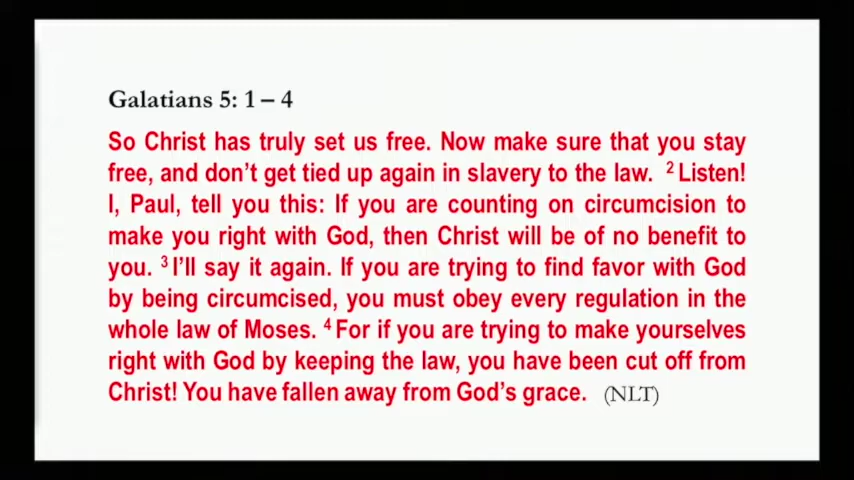 Galatians 5: 1 – 4
So Christ has truly set us free. Now make sure that you stay
free, and don’t get tied up again in slavery to the law. ² Listen!
I, Paul, tell you this: If you are counting on circumcision to
make you right with God, then Christ will be of no benefit to
you. ³ I’ll say it again. If you are trying to find favor with God
by being circumcised, you must obey every regulation in the
whole law of Moses. ⁴ For if you are trying to make yourselves
right with God by keeping the law, you have been cut off from
Christ! You have fallen away from God’s grace. (NLT)